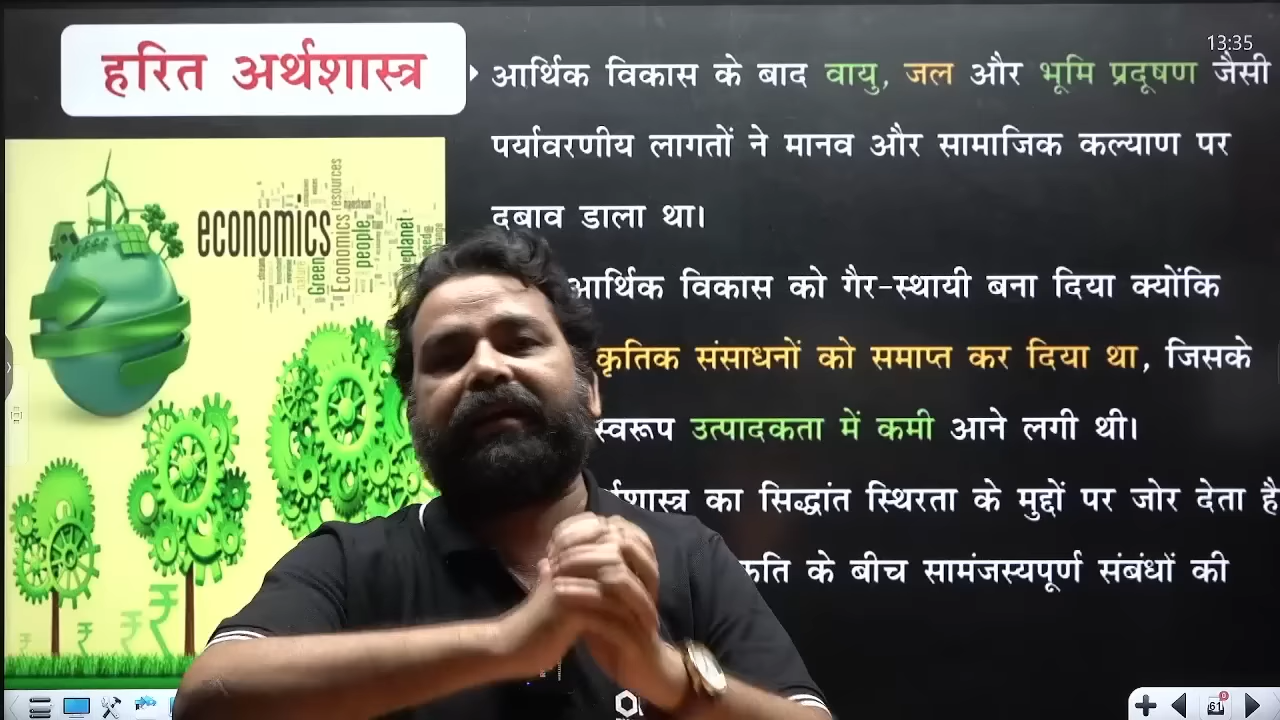 हरित अर्थशास्त्र
13:35
आर्थिक विकास के बाद वायु, जल और भूमि प्रदूषण जैसी
पर्यावरणीय लागतों ने मानव और सामाजिक कल्याण पर
दबाव डाला था।
आर्थिक विकास को गैर-स्थायी बना दिया क्योंकि
संसाधनों को समाप्त कर दिया था, जिसके
स्वरूप उत्पादकता में कमी आने लगी थी।
का सिद्धांत स्थिरता के मुद्दों पर जोर देता है
के बीच सामंजस्यपूर्ण संबंधों की
economics
Green
Economics
resources
people
planet
₹ ₹ ₹
61